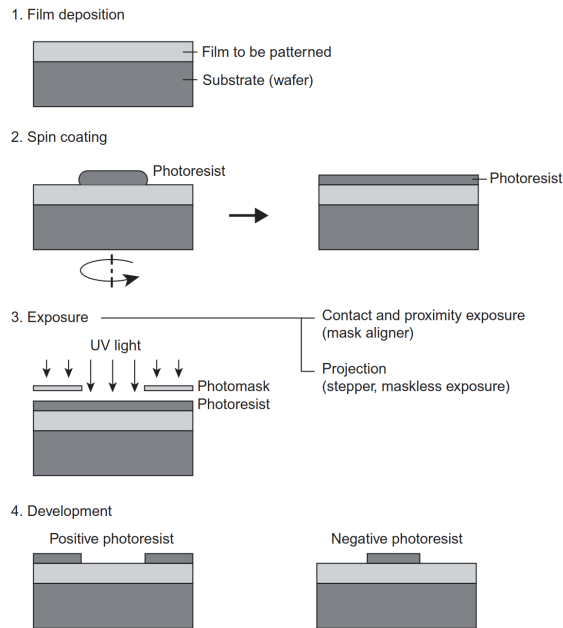 1. Film deposition
Film to be patterned
Substrate (wafer)
2. Spin coating
Photoresist
Photoresist
3. Exposure
Contact and proximity exposure
(mask aligner)
UV light
Projection
(stepper, maskless exposure)
Photomask
Photoresist
4. Development
Positive photoresist
Negative photoresist